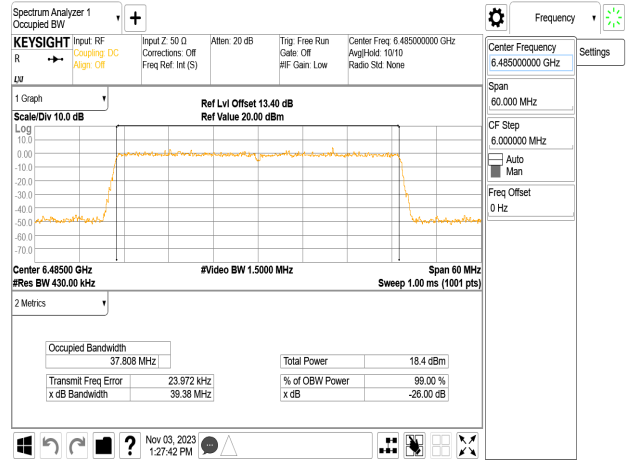 Spectrum Analyzer 1
Occupied BW
Frequency
KEYSIGHT
R
LXI
Input: RF
Coupling: DC
Align: Off
Input Z: 50 Ω
Corrections: Off
Freq Ref: Int (S)
Atten: 20 dB
Trig: Free Run
Gate: Off
#IF Gain: Low
Center Freq: 6.485000000 GHz
Avg|Hold: 10/10
Radio Std: None
Center Frequency
6.485000000 GHz
Settings
Span
60.000 MHz
CF Step
6.000000 MHz
Auto
Man
Freq Offset
0 Hz
1 Graph
Scale/Div 10.0 dB
Ref Lvl Offset 13.40 dB
Ref Value 20.00 dBm
Log
10.0
0.00
-10.0
-20.0
-30.0
-40.0
-50.0
-60.0
-70.0
Center 6.48500 GHz
#Video BW 1.5000 MHz
Span 60 MHz
#Res BW 430.00 kHz
Sweep 1.00 ms (1001 pts)
2 Metrics
Occupied Bandwidth
37.808 MHz
Total Power 18.4 dBm
Transmit Freq Error 23.972 kHz
% of OBW Power 99.00 %
x dB Bandwidth 39.38 MHz
x dB -26.00 dB
?
Nov 03, 2023
1:27:42 PM